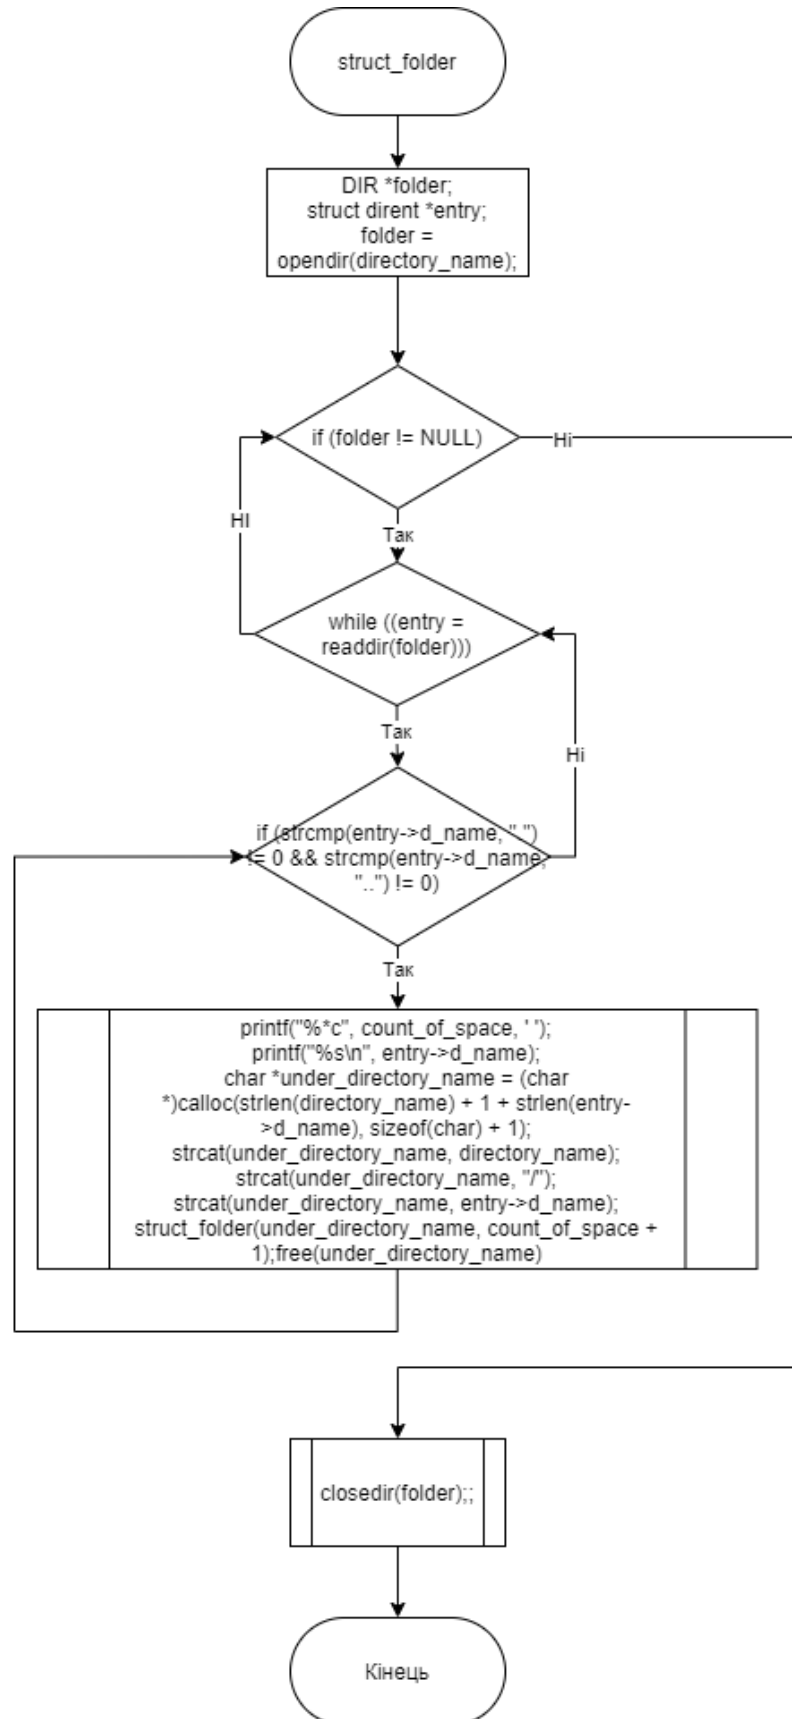 struct_folder
DIR *folder;
struct dirent *entry;
folder =
opendir(directory_name);
if (folder != NULL)
Ні
НІ
Так
while ((entry =
readdir(folder)))
Так
Ні
if (strcmp(entry->d_name, ".")
!= 0 && strcmp(entry->d_name,
"..") != 0)
Так
printf("%*c", count_of_space, ' ');
printf("%s\n", entry->d_name);
char *under_directory_name = (char
*)calloc(strlen(directory_name) + 1 + strlen(entry-
>d_name), sizeof(char) + 1);
strcat(under_directory_name, directory_name);
strcat(under_directory_name, "/");
strcat(under_directory_name, entry->d_name);
struct_folder(under_directory_name, count_of_space +
1);free(under_directory_name)
closedir(folder);;
Кінець